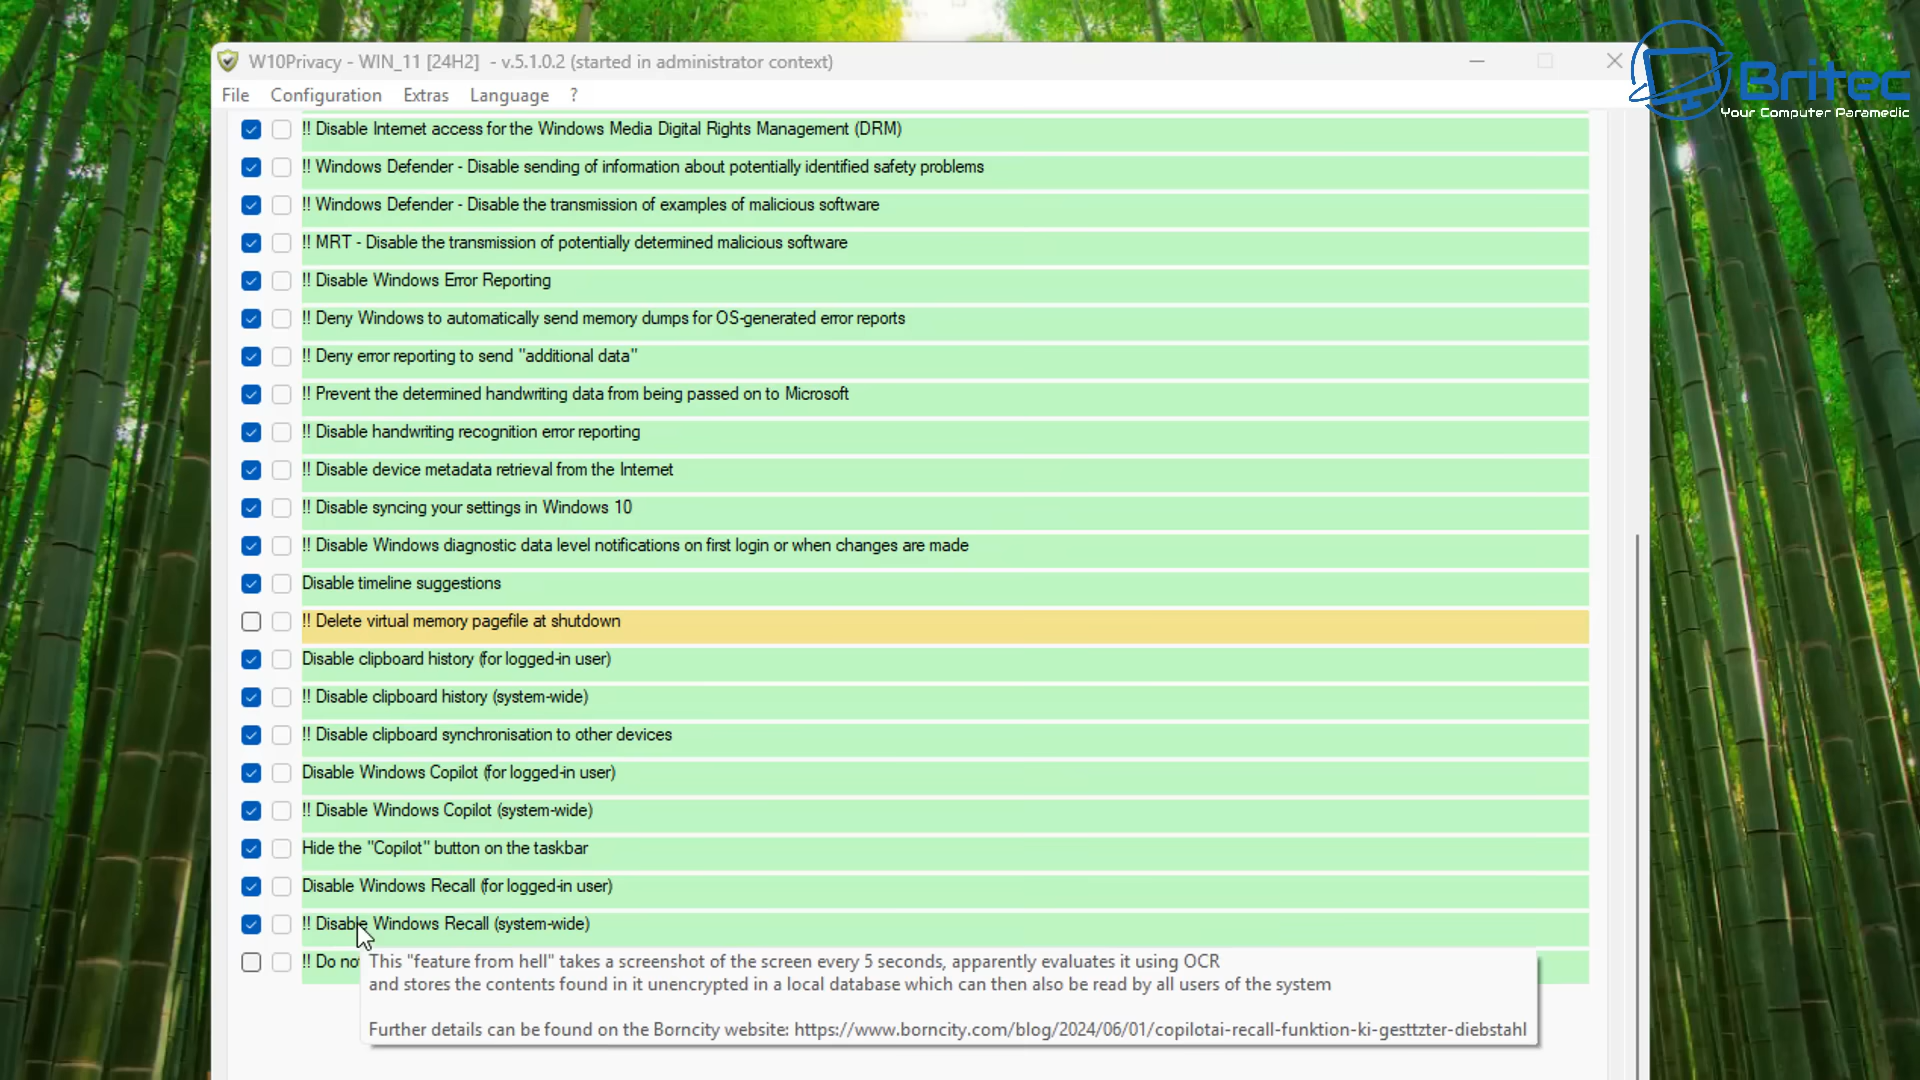 W10Privacy - WIN_11 [24H2] - v.5.1.0.2 (started in administrator context)
Britec
Your Computer Paramedic
File Configuration Extras Language ?
!! Disable Internet access for the Windows Media Digital Rights Management (DRM)
!! Windows Defender - Disable sending of information about potentially identified safety problems
!! Windows Defender - Disable the transmission of examples of malicious software
!! MRT - Disable the transmission of potentially determined malicious software
!! Disable Windows Error Reporting
!! Deny Windows to automatically send memory dumps for OS-generated error reports
!! Deny error reporting to send "additional data"
!! Prevent the determined handwriting data from being passed on to Microsoft
!! Disable handwriting recognition error reporting
!! Disable device metadata retrieval from the Internet
!! Disable syncing your settings in Windows 10
!! Disable Windows diagnostic data level notifications on first login or when changes are made
Disable timeline suggestions
!! Delete virtual memory pagefile at shutdown
Disable clipboard history (for logged-in user)
!! Disable clipboard history (system-wide)
!! Disable clipboard synchronisation to other devices
Disable Windows Copilot (for logged-in user)
!! Disable Windows Copilot (system-wide)
Hide the "Copilot" button on the taskbar
Disable Windows Recall (for logged-in user)
!! Disable Windows Recall (system-wide)
!! Do not
This "feature from hell" takes a screenshot of the screen every 5 seconds, apparently evaluates it using OCR
and stores the contents found in it unencrypted in a local database which can then also be read by all users of the system
Further details can be found on the Borncity website: https://www.borncity.com/blog/2024/06/01/copilotai-recall-funktion-ki-gesttzter-diebstahl